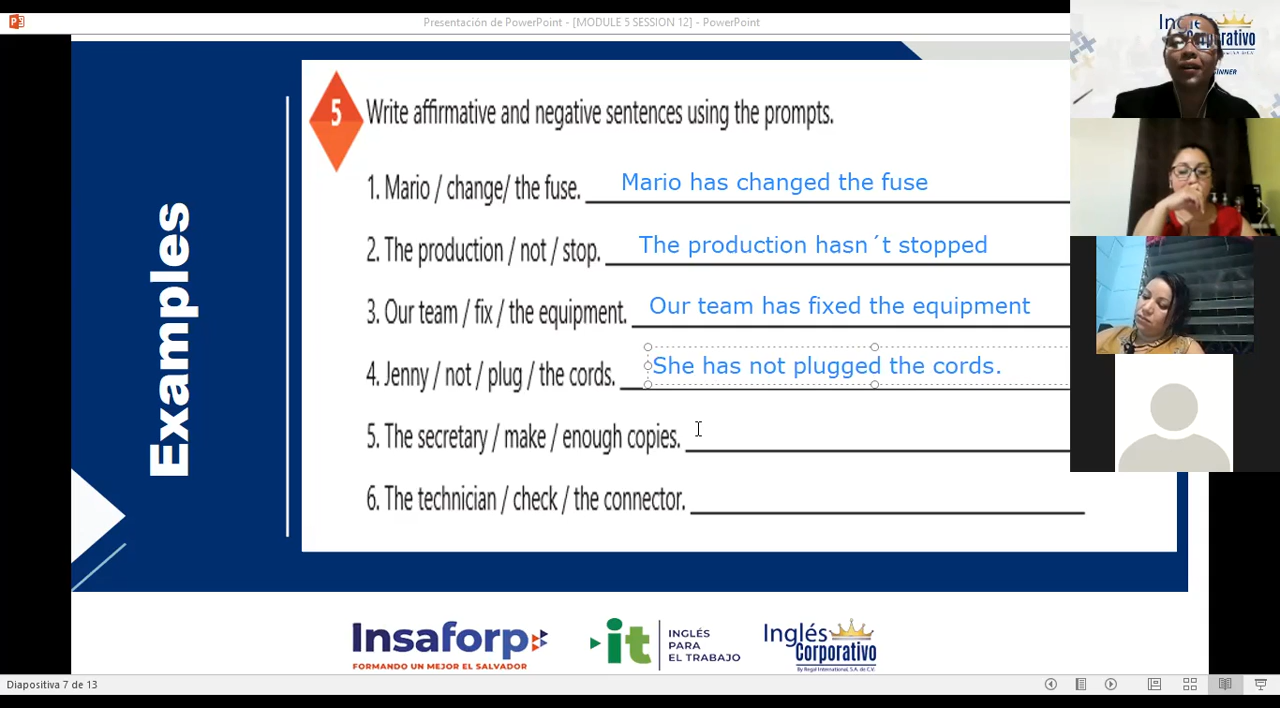 Presentación de PowerPoint - [MODULE 5 SESSION 12] - PowerPoint
Examples
5
Write affirmative and negative sentences using the prompts.
1. Mario / change/ the fuse. Mario has changed the fuse
2. The production / not / stop. The production hasn´t stopped
3. Our team / fix / the equipment. Our team has fixed the equipment
4. Jenny / not / plug / the cords. She has not plugged the cords.
5. The secretary / make / enough copies.
6. The technician / check / the connector.
Insaforp
FORMANDO UN MEJOR EL SALVADOR
it
INGLÉS
PARA
EL TRABAJO
Inglés
Corporativo
By Regal International, S.A. de C.V.
Diapositiva 7 de 13